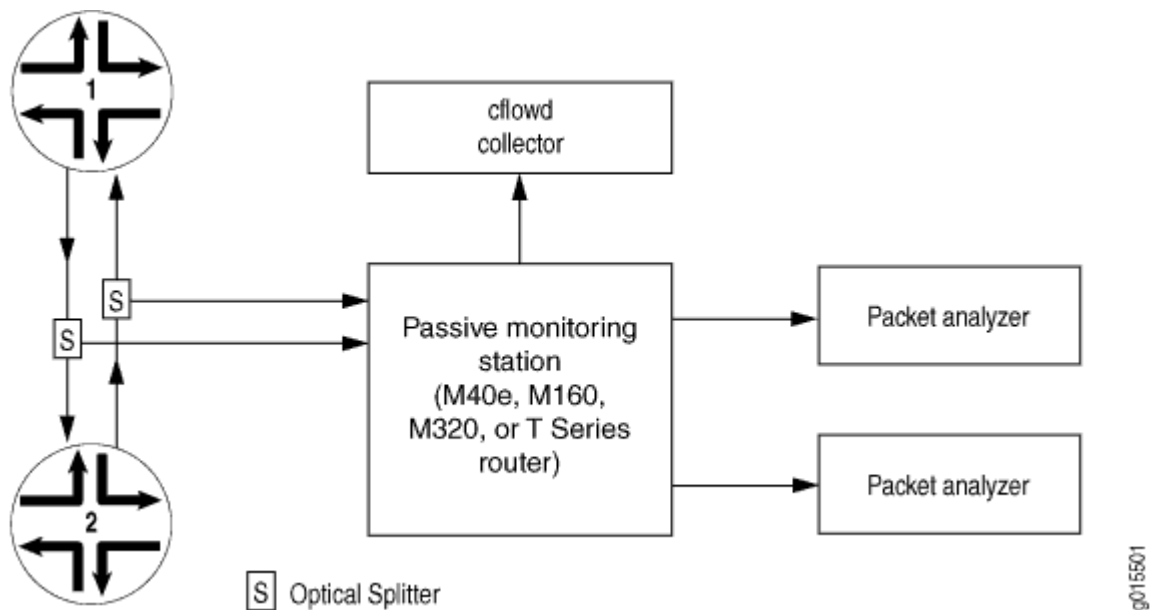 1
cflowd
collector
S
S
Passive monitoring
station
(M40e, M160,
M320, or T Series
router)
Packet analyzer
Packet analyzer
2
S Optical Splitter
g015501